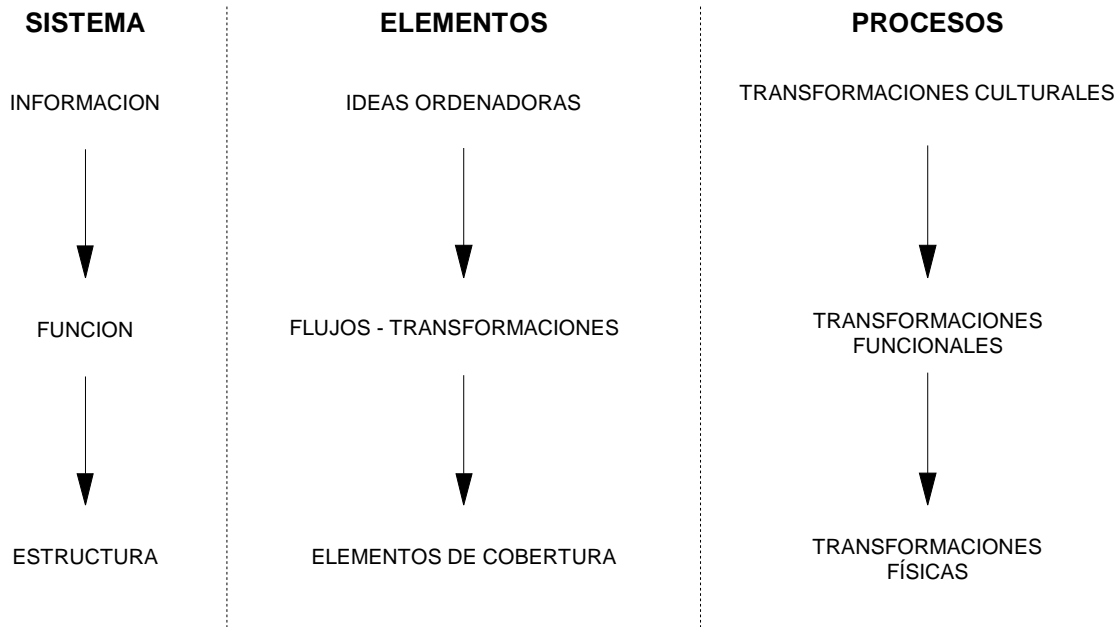 SISTEMA
INFORMACION
FUNCION
ESTRUCTURA
ELEMENTOS
IDEAS ORDENADORAS
FLUJOS - TRANSFORMACIONES
ELEMENTOS DE COBERTURA
PROCESOS
TRANSFORMACIONES CULTURALES
TRANSFORMACIONES
FUNCIONALES
TRANSFORMACIONES
FÍSICAS